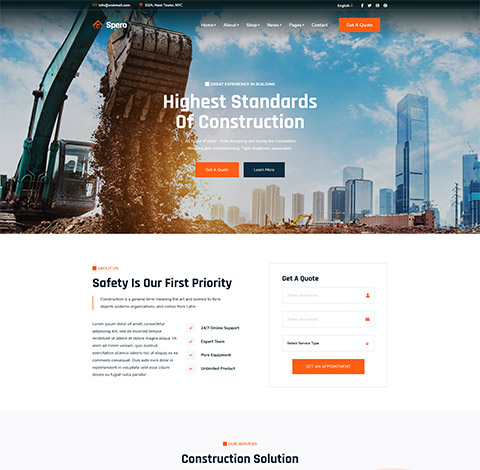 info@webmail.com
15/A, Nest Tower, NYC
English
Spero
Home
About
Shop
News
Pages
Contact
Get A Quote
GREAT EXPERIENCE IN BUILDING
Highest Standards
Of Construction
Get A Quote
Learn More
ABOUT US
Safety Is Our First Priority
Construction is a general term meaning the art and science to form
objects systems organizations, and comes from Latin.
Lorem ipsum dolor sit amet, consectetur
adipiscing elit, sed do eiusmod tempor
incididunt ut labore et dolore magna aliqua. Ut
enim ad minim veniam, quis nostrud
exercitation ullamco laboris nisi ut aliquip ex ea
commodo consequat. Duis aute irure dolor in
reprehenderit in voluptate velit esse cillum
dolore eu fugiat nulla pariatur
24/7 Online Support
Expert Team
Pure Equipment
Unlimited Product
Get A Quote
Enter your name
Enter your email
Select Service Type
GET AN APPOINTMENT
OUR SERVICES
Construction Solution